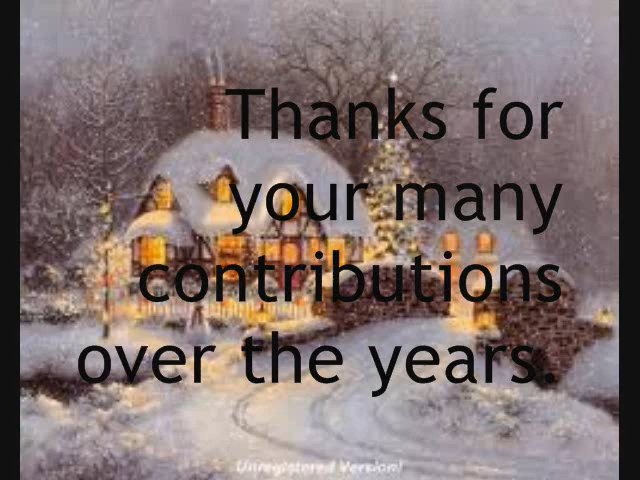 Thanks for
your many
contributions
over the years.
Unregistered Version!